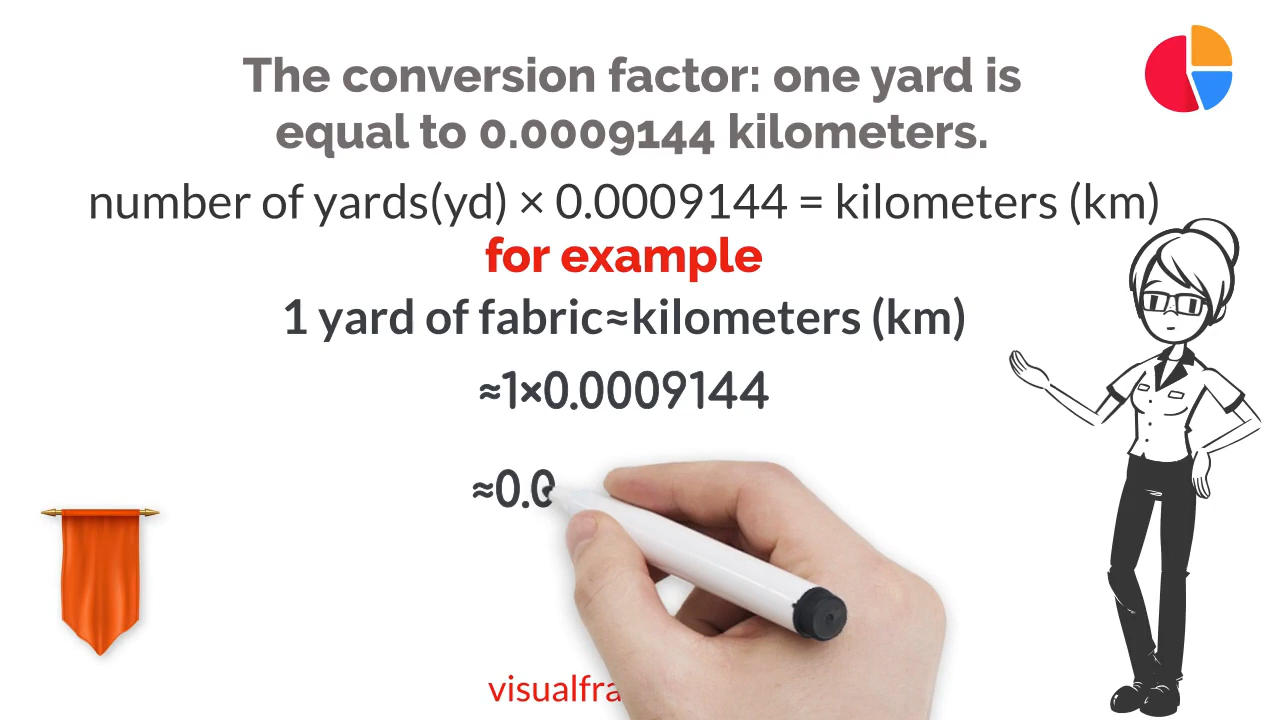 The conversion factor: one yard is
equal to 0.0009144 kilometers.
number of yards(yd) × 0.0009144 = kilometers (km)
for example
1 yard of fabric≈kilometers (km)
≈1×0.0009144
≈0.0
visualfra